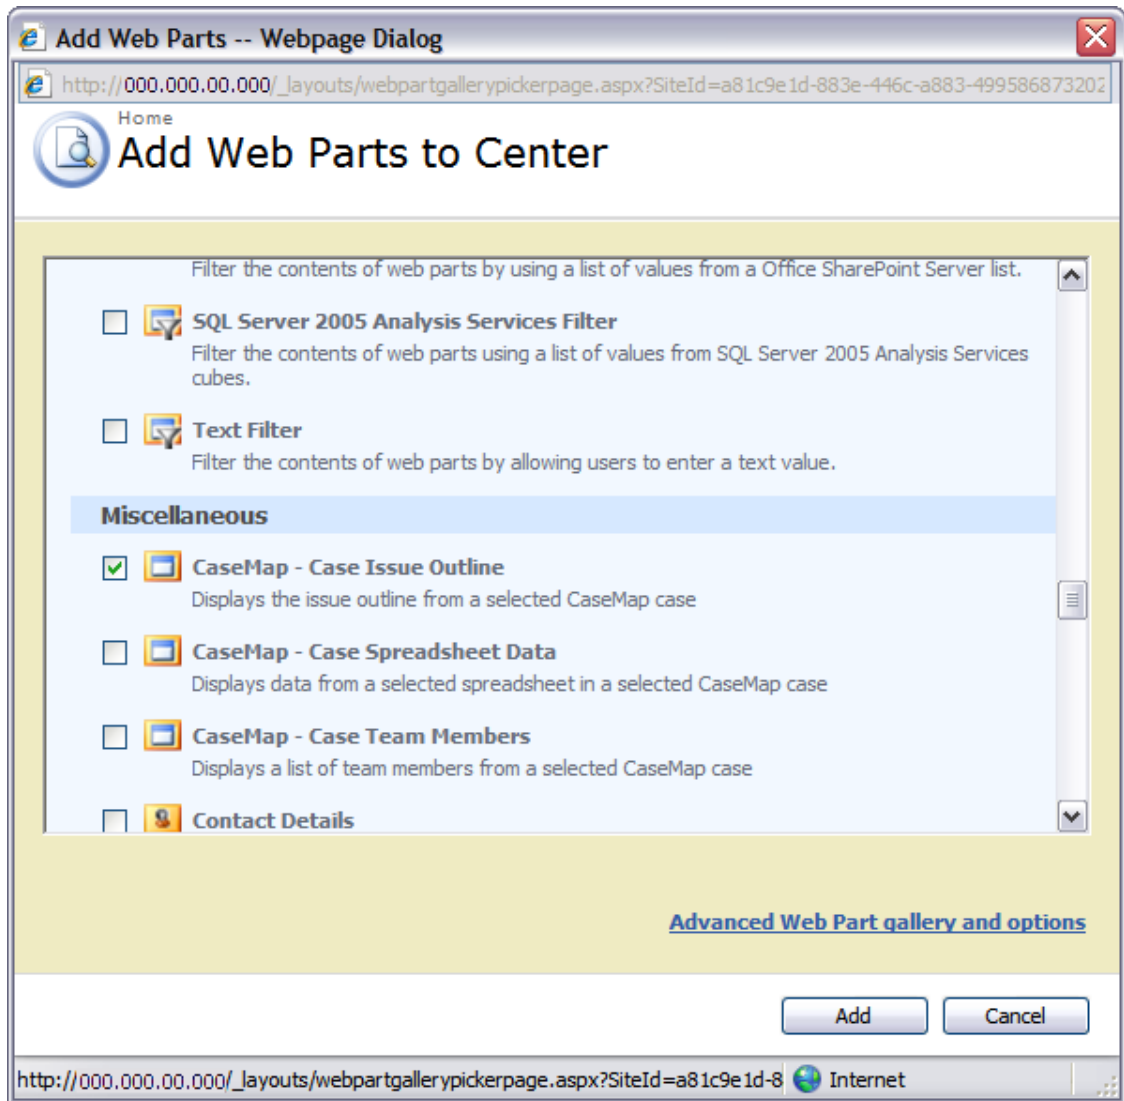 Add Web Parts -- Webpage Dialog
http://000.000.00.000/_layouts/webpartgallerypickerpage.aspx?SiteId=a81c9e1d-883e-446c-a883-499586873202
Home
Add Web Parts to Center
Filter the contents of web parts by using a list of values from a Office SharePoint Server list.
SQL Server 2005 Analysis Services Filter
Filter the contents of web parts using a list of values from SQL Server 2005 Analysis Services
cubes.
Text Filter
Filter the contents of web parts by allowing users to enter a text value.
Miscellaneous
CaseMap - Case Issue Outline
Displays the issue outline from a selected CaseMap case
CaseMap - Case Spreadsheet Data
Displays data from a selected spreadsheet in a selected CaseMap case
CaseMap - Case Team Members
Displays a list of team members from a selected CaseMap case
Contact Details
Advanced Web Part gallery and options
Add Cancel
http://000.000.00.000/_layouts/webpartgallerypickerpage.aspx?SiteId=a81c9e1d-8 Internet